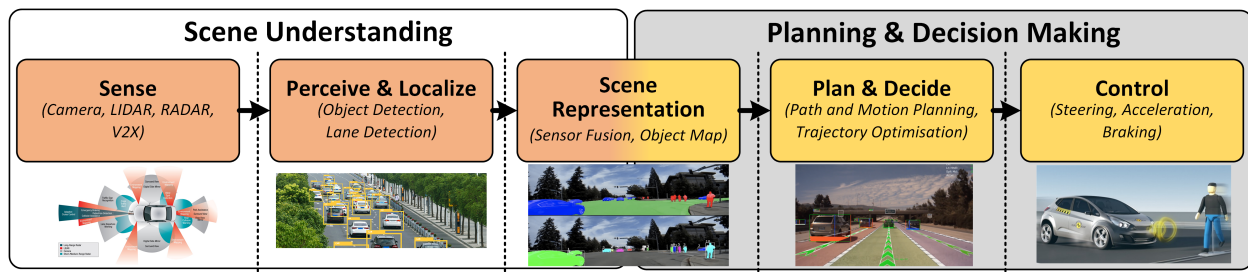 Scene Understanding
Planning & Decision Making
Sense
(Camera, LIDAR, RADAR,
V2X)
Perceive & Localize
(Object Detection,
Lane Detection)
Scene
Representation
(Sensor Fusion, Object Map)
Plan & Decide
(Path and Motion Planning,
Trajectory Optimisation)
Control
(Steering, Acceleration,
Braking)